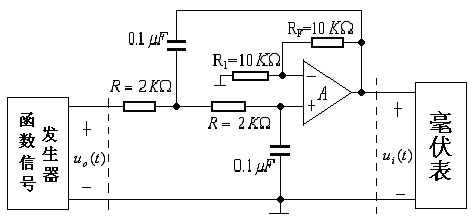 0.1 μF
R_F=10 KΩ
R_1=10 KΩ
R = 2 KΩ
R = 2 KΩ
−
+
A
0.1 μF
函数信号
发生器
+
u_o(t)
−
+
u_i(t)
−
毫伏表